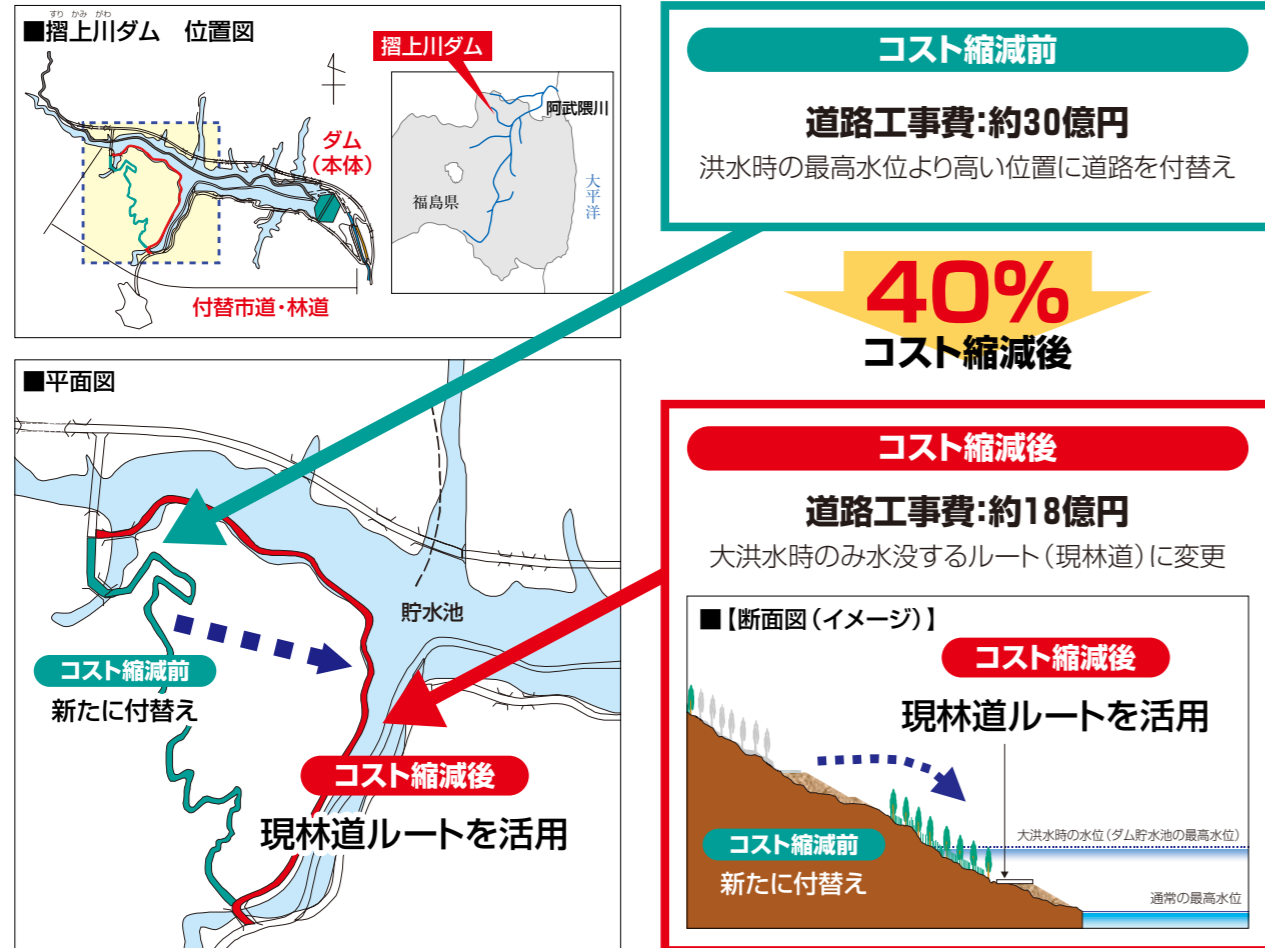 すり かみ がわ
■摺上川ダム　位置図
摺上川ダム
阿武隈川
ダム
（本体）
福島県
太平洋
付替市道・林道
■平面図
貯水池
コスト縮減前
新たに付替え
コスト縮減後
現林道ルートを活用
コスト縮減前
道路工事費：約30億円
洪水時の最高水位より高い位置に道路を付替え
40%
コスト縮減後
コスト縮減後
道路工事費：約18億円
大洪水時のみ水没するルート（現林道）に変更
■【断面図（イメージ）】
コスト縮減後
現林道ルートを活用
大洪水時の水位（ダム貯水池の最高水位）
コスト縮減前
新たに付替え
通常の最高水位